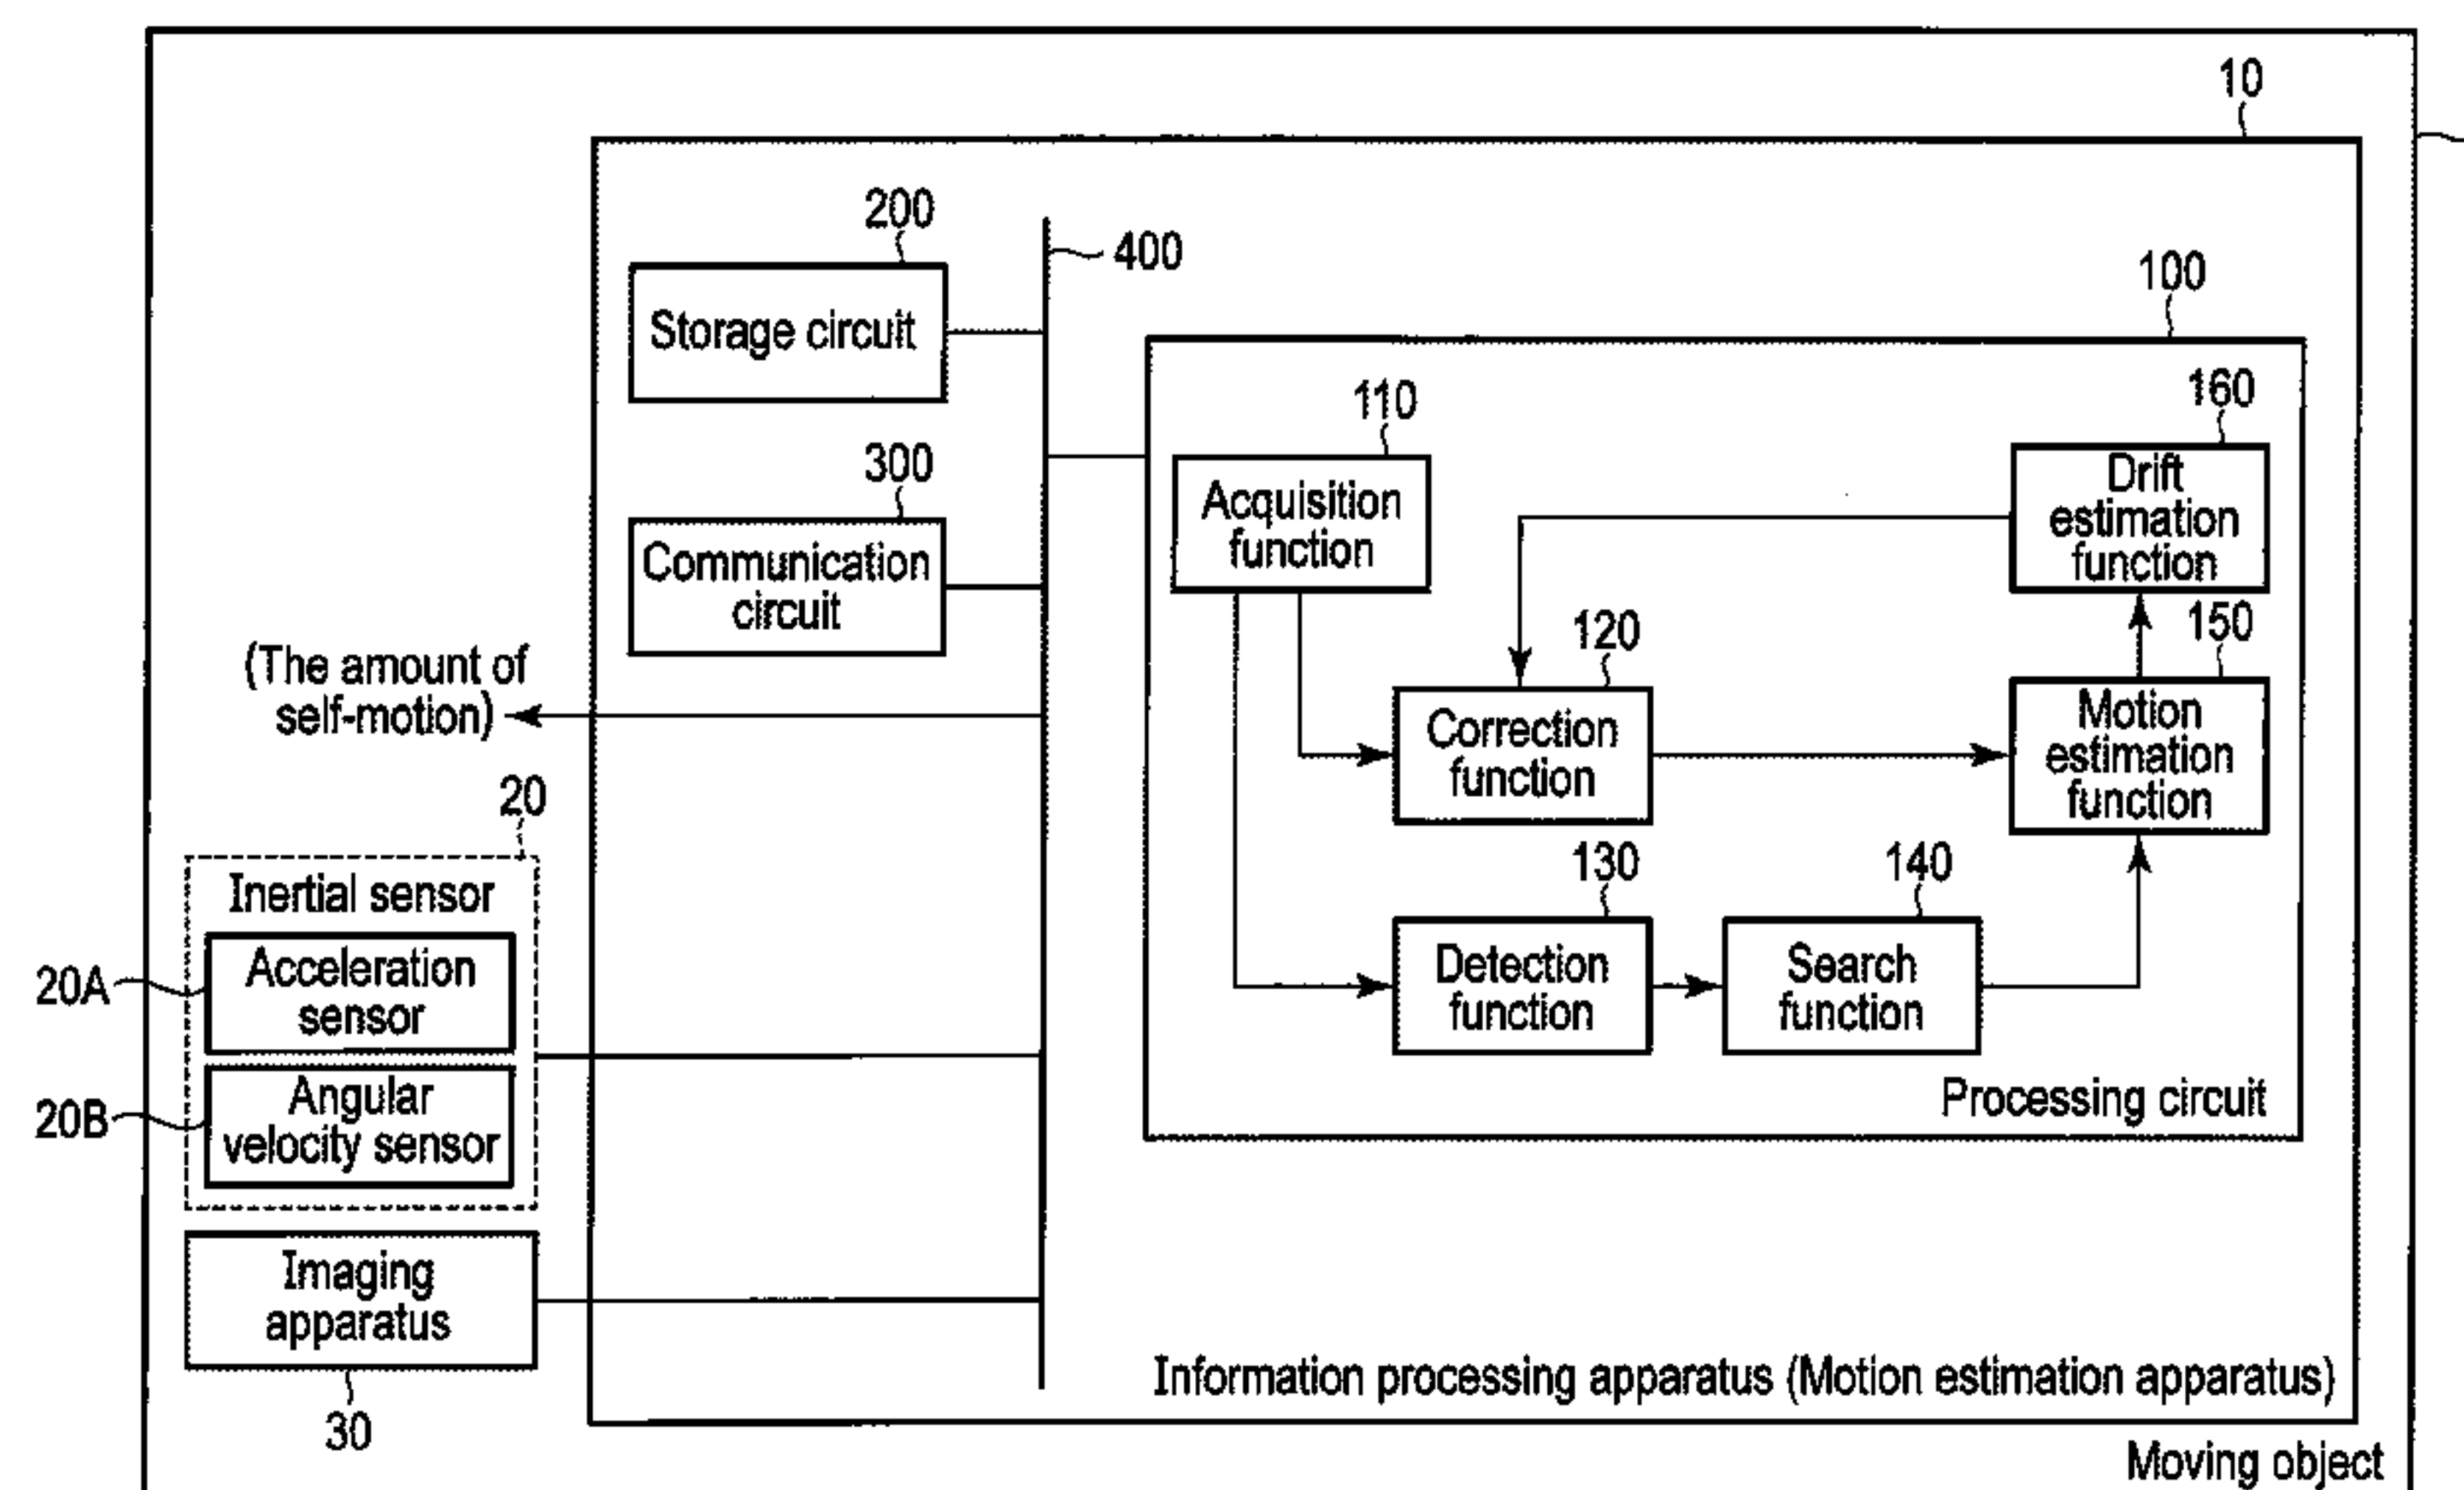 10
200
400
Storage circuit
100
110
160
Acquisition
function
Drift
estimation
function
300
Communication
circuit
120
150
(The amount of
self-motion)
Correction
function
Motion
estimation
function
20
Inertial sensor
20A
Acceleration
sensor
20B
Angular
velocity sensor
130
140
Detection
function
Search
function
Processing circuit
Imaging
apparatus
30
Information processing apparatus (Motion estimation apparatus)
Moving object